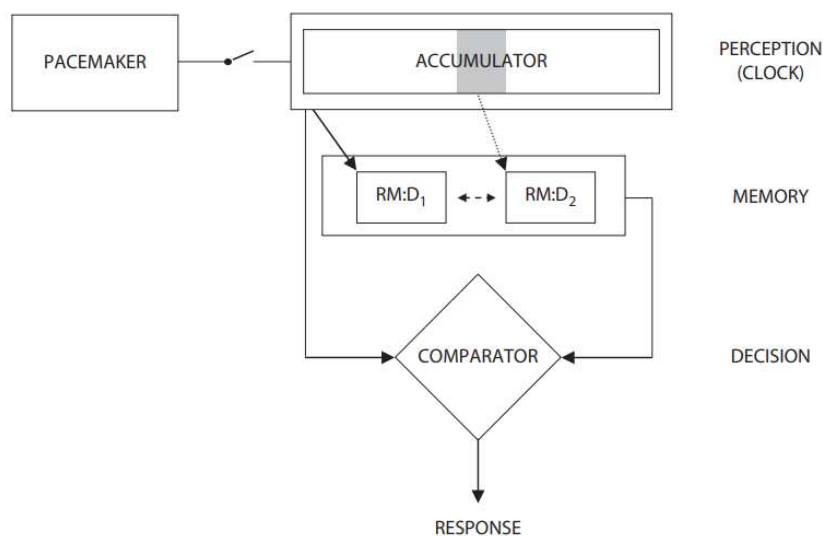 PACEMAKER
ACCUMULATOR
PERCEPTION
(CLOCK)
RM:D₁
RM:D₂
MEMORY
COMPARATOR
DECISION
RESPONSE